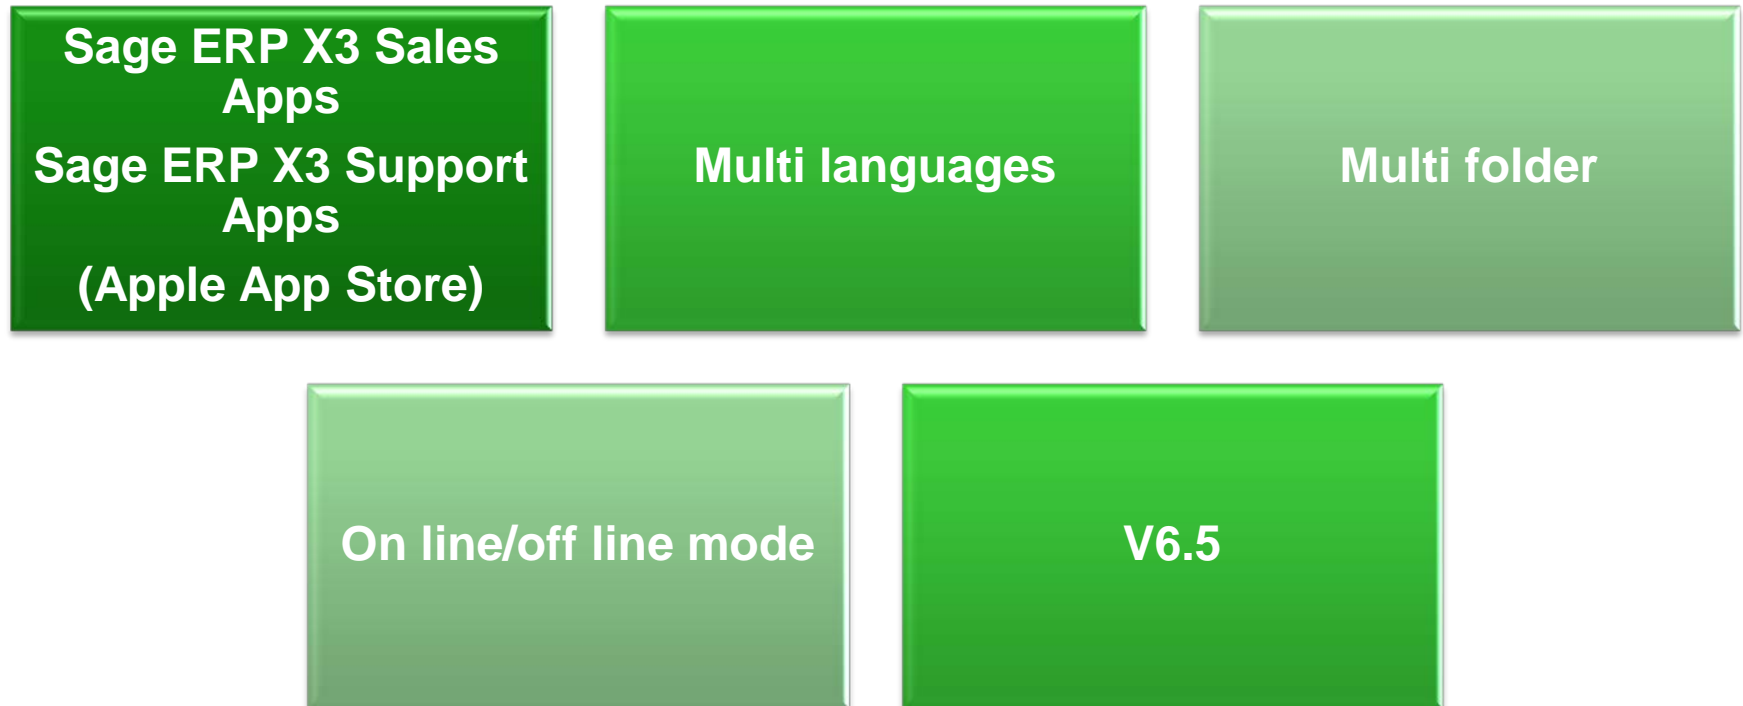 Sage ERP X3 Sales
Apps
Sage ERP X3 Support
Apps
(Apple App Store)
Multi languages
Multi folder
On line/off line mode
V6.5